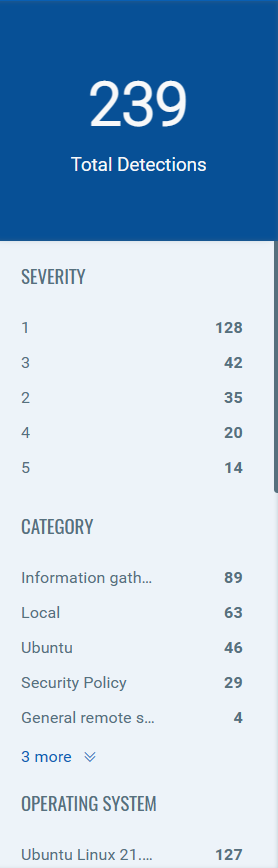 239
Total Detections
SEVERITY
1 128
3 42
2 35
4 20
5 14
CATEGORY
Information gath... 89
Local 63
Ubuntu 46
Security Policy 29
General remote s... 4
3 more
OPERATING SYSTEM
Ubuntu Linux 21.... 127